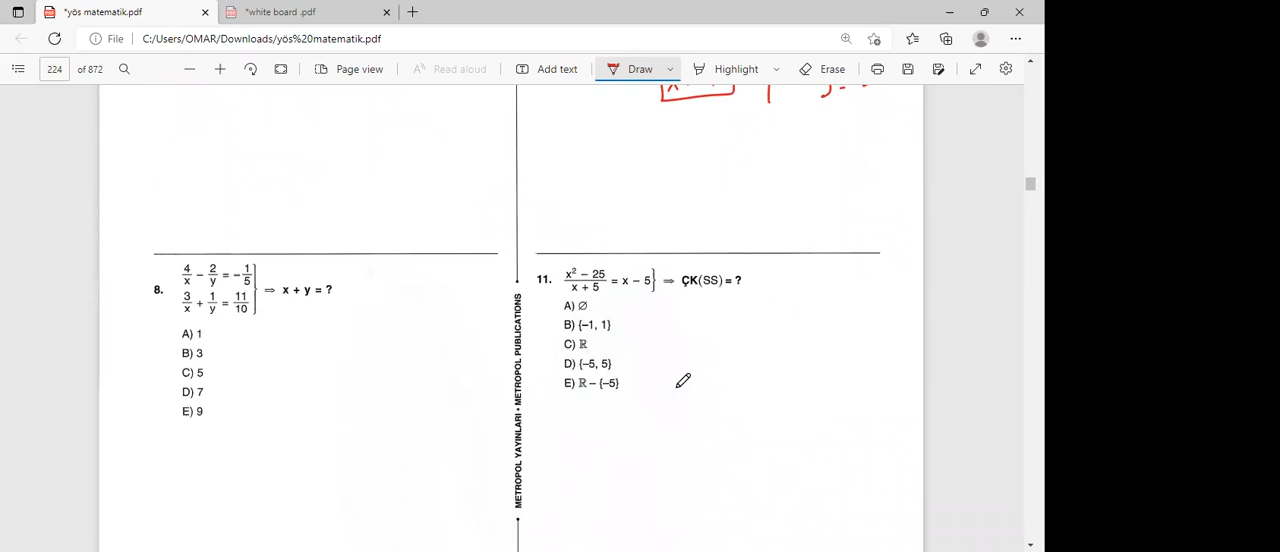 *yös matematik.pdf
*white board .pdf
File
C:/Users/OMAR/Downloads/yös%20matematik.pdf
224 of 872
Page view
Read aloud
Add text
Draw
Highlight
Erase
8. 4/x − 2/y = −1/5
3/x + 1/y = 11/10 } ⇒ x + y = ?
A) 1
B) 3
C) 5
D) 7
E) 9
METROPOL YAYINLARI • METROPOL PUBLICATIONS
11. x² − 25 / x + 5 = x − 5} ⇒ ÇK(SS) = ?
A) ∅
B) {−1, 1}
C) ℝ
D) {−5, 5}
E) ℝ − {−5}